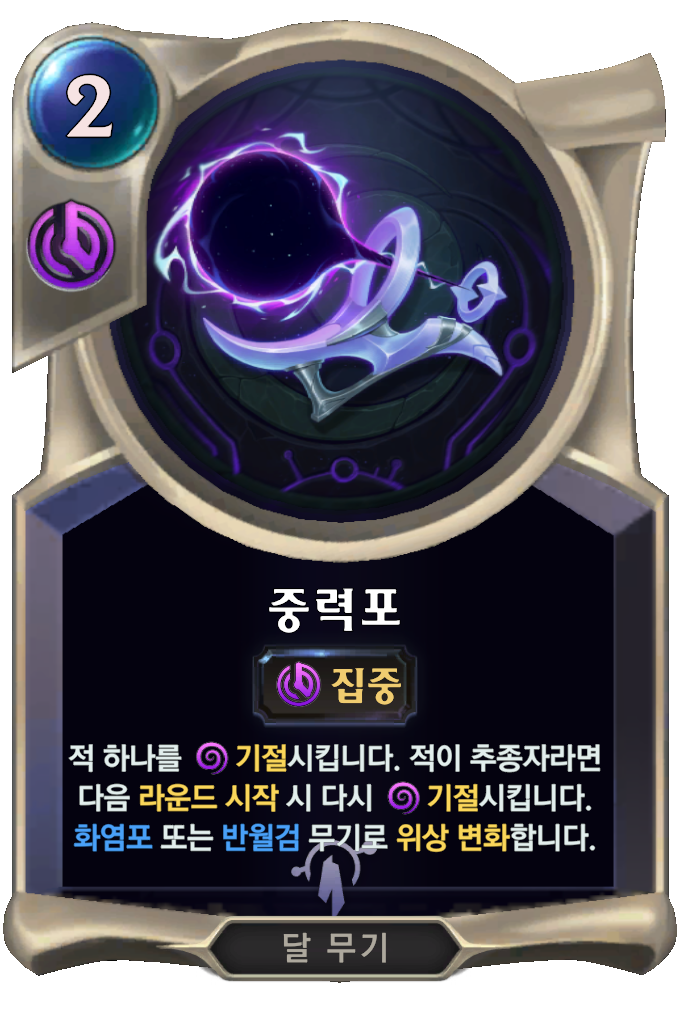 2
중력포
집중
적 하나를 기절시킵니다. 적이 추종자라면
다음 라운드 시작 시 다시 기절시킵니다.
화염포 또는 반월검 무기로 위상 변화합니다.
달 무기